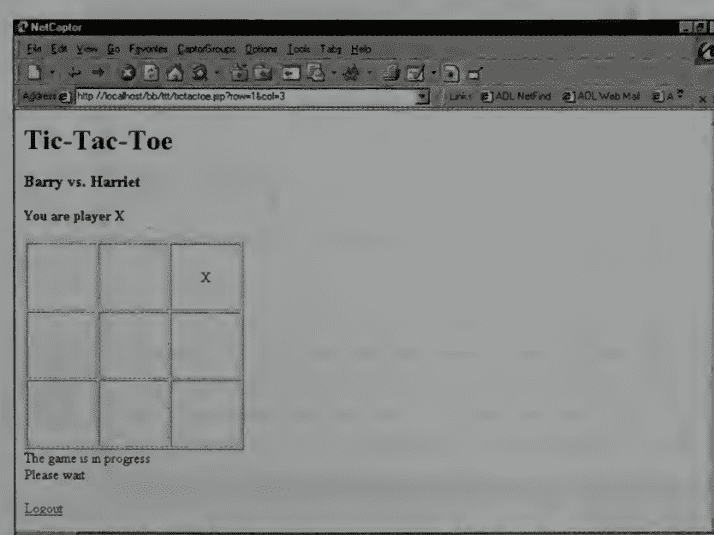 NetCaptor
File Edit View Go Favorites CaptorGroups Options Tools Tabs Help
Address http://localhost/bb/ttt/tictactoe.jsp?row=1&col=3 Links AOL NetFind AOL Web Mail A
Tic-Tac-Toe
Barry vs. Harriet
You are player X
X
The game is in progress
Please wait
Logout